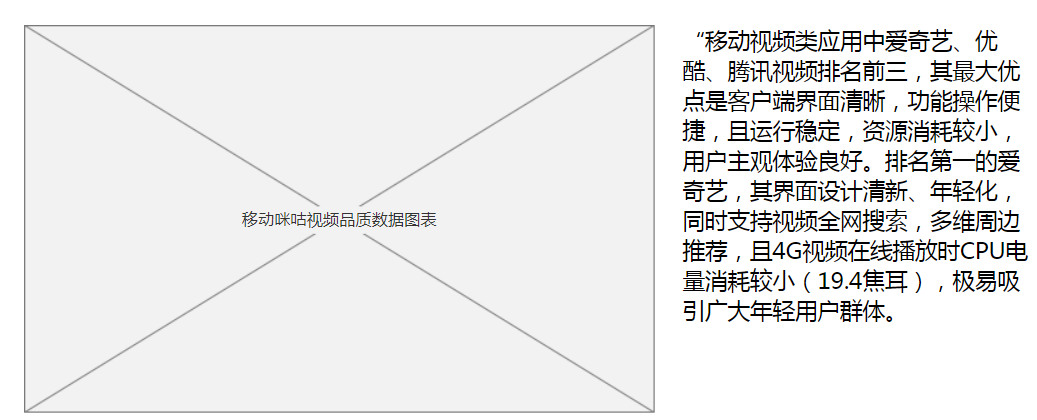 移动咪咕视频品质数据图表
“移动视频类应用中爱奇艺、优
酷、腾讯视频排名前三，其最大优
点是客户端界面清晰，功能操作便
捷，且运行稳定，资源消耗较小，
用户主观体验良好。排名第一的爱
奇艺，其界面设计清新、年轻化，
同时支持视频全网搜索，多维周边
推荐，且4G视频在线播放时CPU电
量消耗较小（19.4焦耳），极易吸
引广大年轻用户群体。